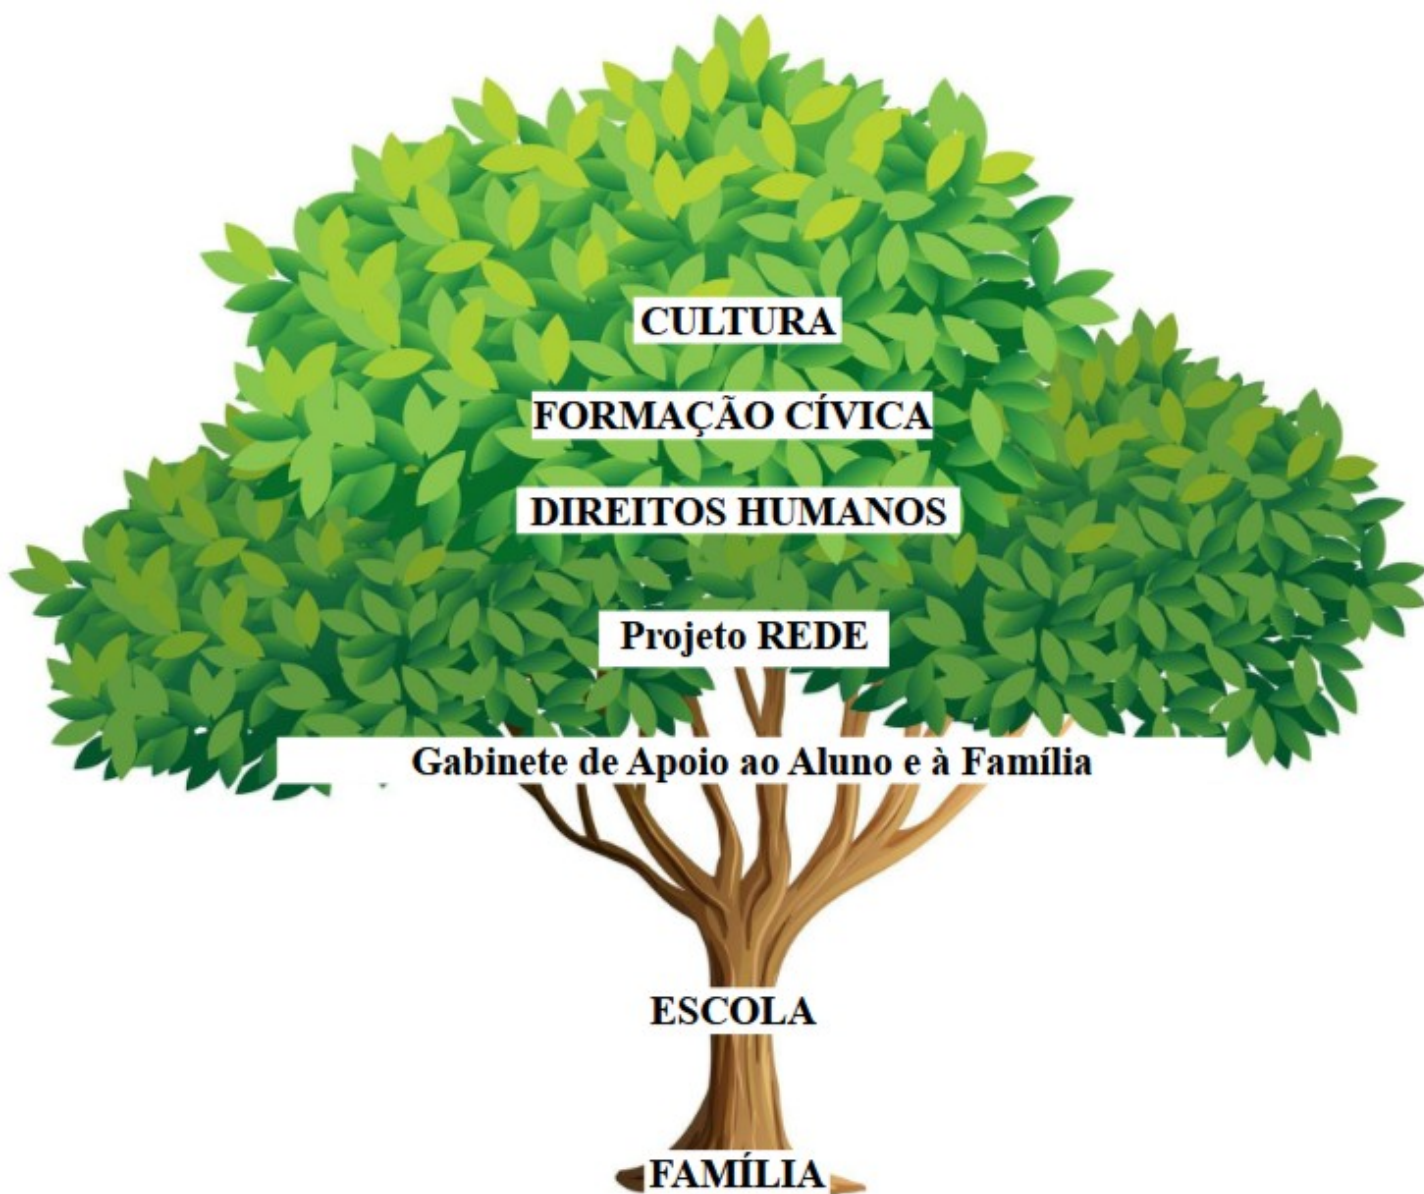 CULTURA
FORMAÇÃO CÍVICA
DIREITOS HUMANOS
Projeto REDE
Gabinete de Apoio ao Aluno e à Família
ESCOLA
FAMÍLIA